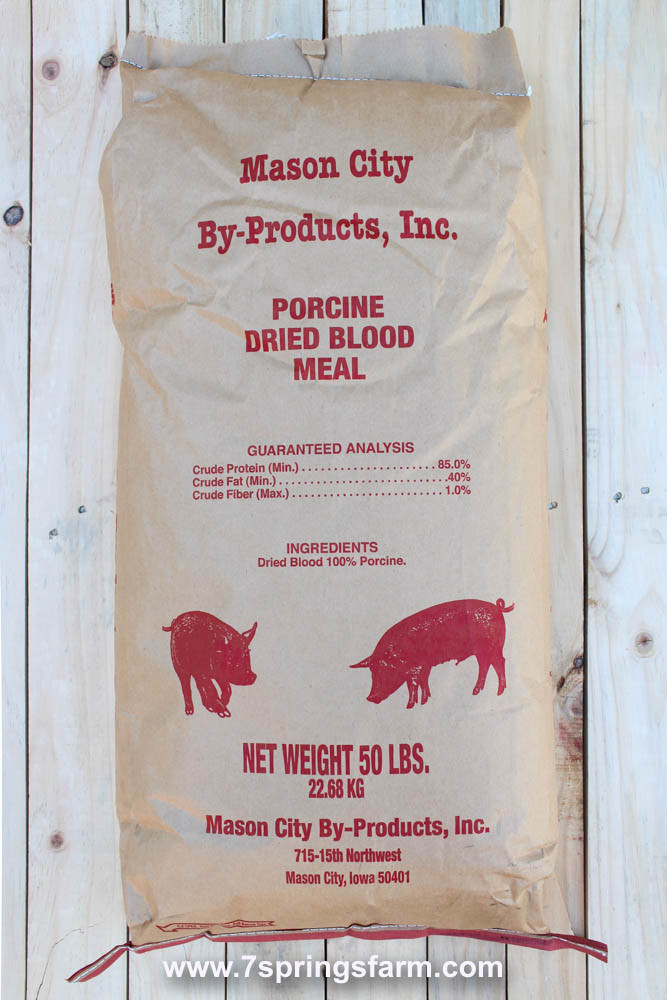 Mason City
By-Products, Inc.
PORCINE
DRIED BLOOD
MEAL
GUARANTEED ANALYSIS
Crude Protein (Min.) . . . . . . . . . . . . . . . . . . . . . 85.0%
Crude Fat (Min.) . . . . . . . . . . . . . . . . . . . . . . . . . . .40%
Crude Fiber (Max.) . . . . . . . . . . . . . . . . . . . . . . . . 1.0%
INGREDIENTS
Dried Blood 100% Porcine.
NET WEIGHT 50 LBS.
22.68 KG
Mason City By-Products, Inc.
715-15th Northwest
Mason City, Iowa 50401
www.7springsfarm.com